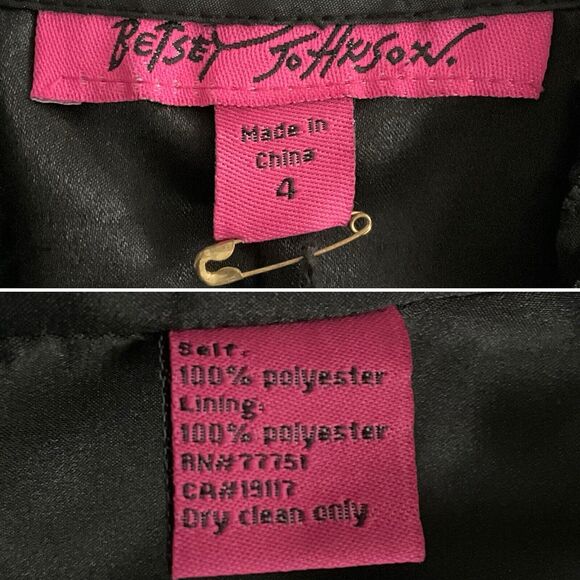 BETSEY JOHNSON.
Made in
China
4
Self:
100% polyester
Lining:
100% polyester
RN#77751
CA#19117
Dry clean only